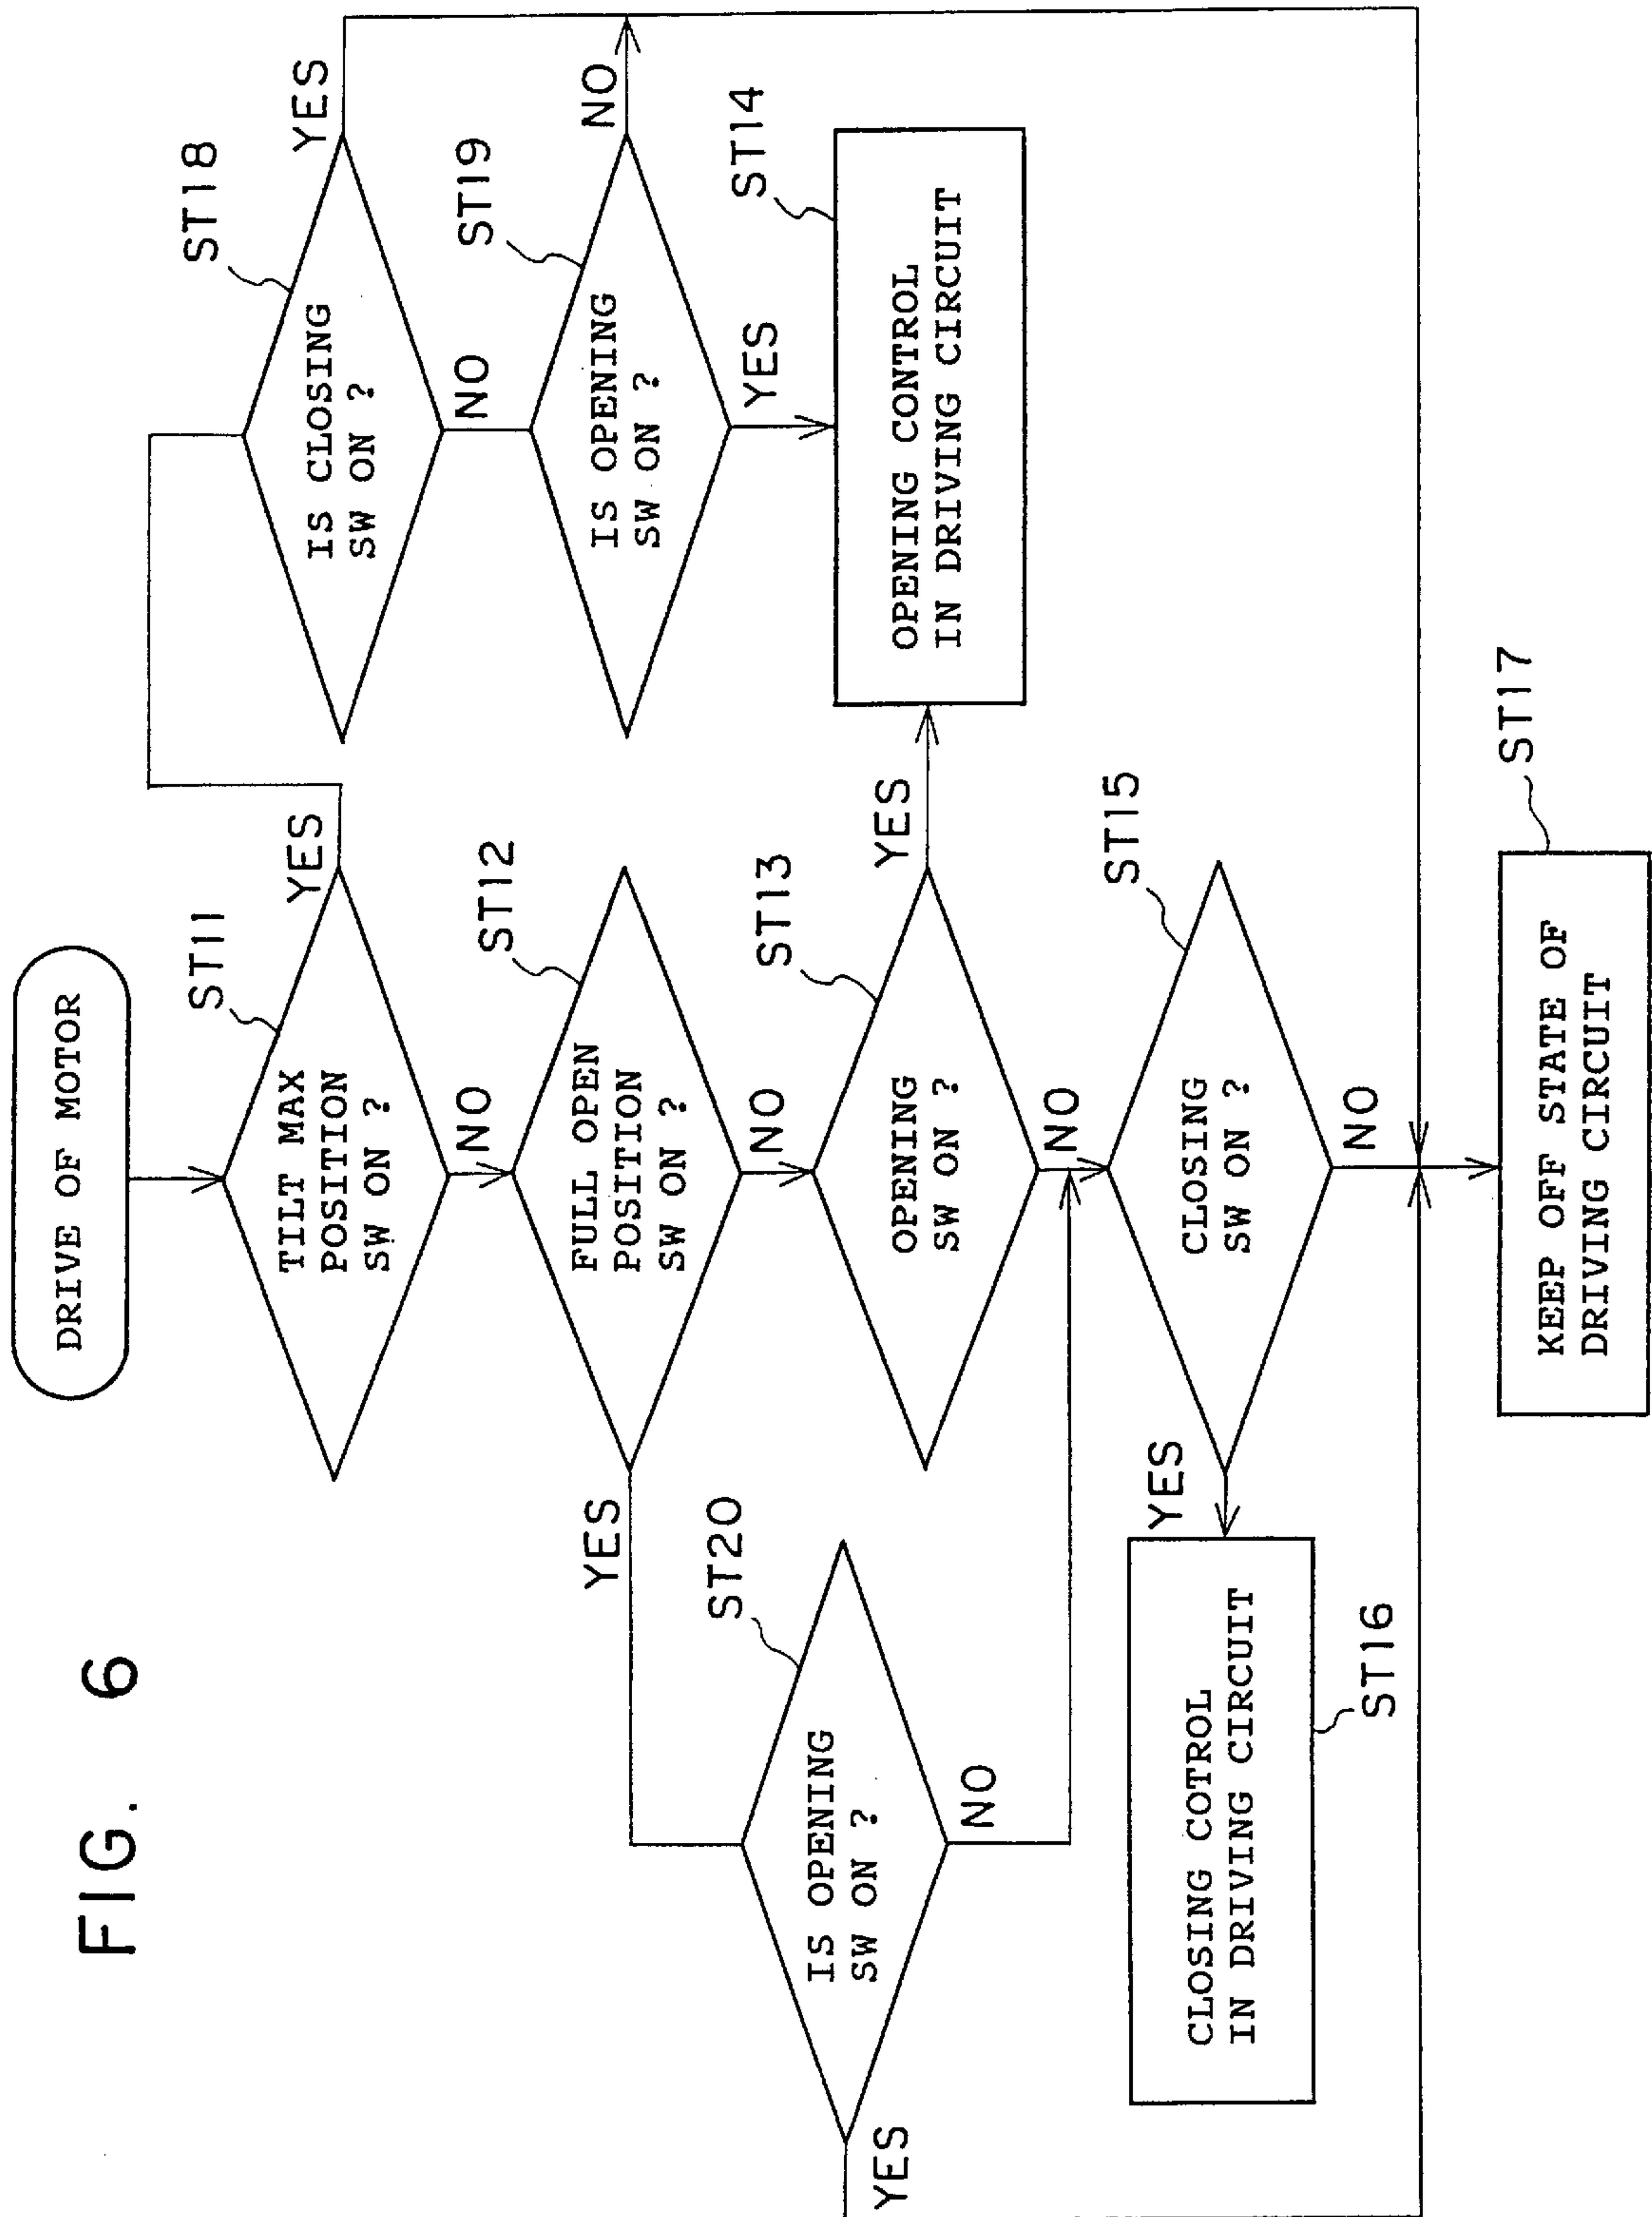 FIG. 6
DRIVE OF MOTOR
ST11
TILT MAX
POSITION
SW ON ?
YES
NO
ST12
FULL OPEN
POSITION
SW ON ?
YES
NO
ST13
OPENING
SW ON ?
YES
NO
ST15
CLOSING
SW ON ?
YES
NO
ST17
KEEP OFF STATE OF
DRIVING CIRCUIT
ST18
IS CLOSING
SW ON ?
YES
NO
ST19
IS OPENING
SW ON ?
NO
YES
ST14
OPENING CONTROL
IN DRIVING CIRCUIT
ST20
IS OPENING
SW ON ?
NO
YES
CLOSING COTROL
IN DRIVING CIRCUIT
ST16